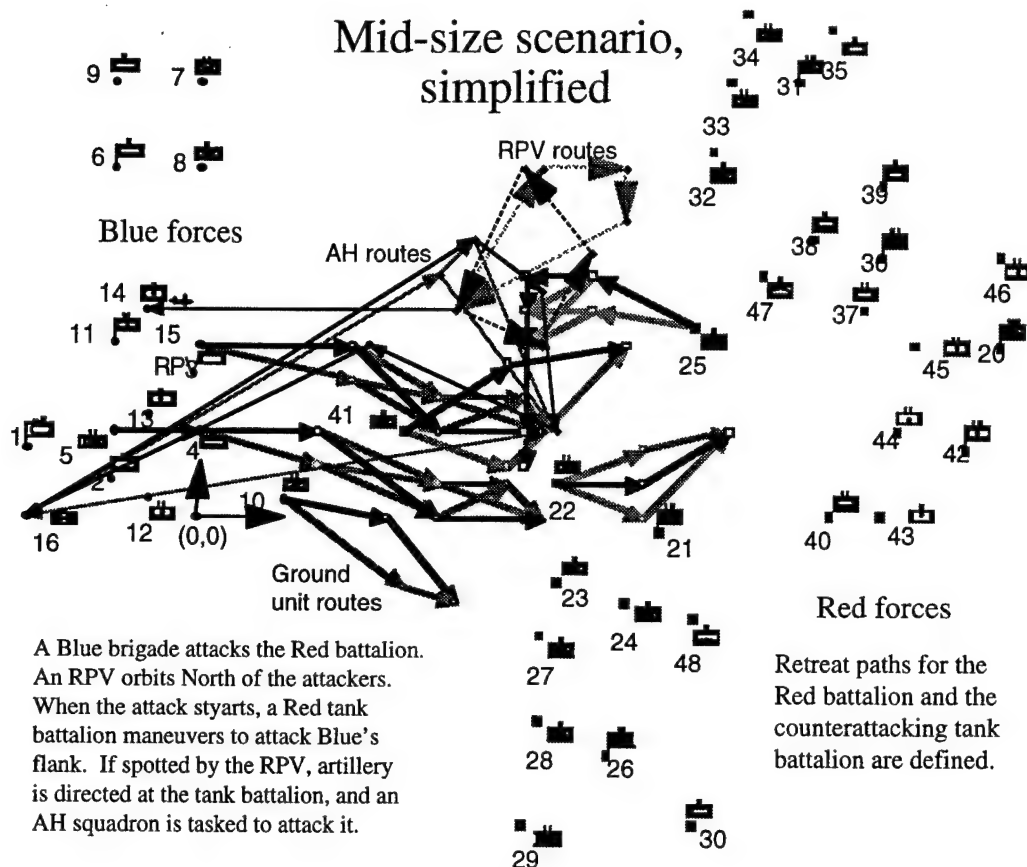 Mid-size scenario,
simplified
34
35
31
33
32
9
7
6
8
RPV routes
39
Blue forces
AH routes
38
36
14
15
11
47
37
46
20
RPV
25
45
13
41
1
5
2
4
44
42
10
22
16
12
(0,0)
21
40
43
Ground
unit routes
23
24
48
27
28
26
29
30
Red forces
A Blue brigade attacks the Red battalion.
An RPV orbits North of the attackers.
When the attack styarts, a Red tank
battalion maneuvers to attack Blue's
flank. If spotted by the RPV, artillery
is directed at the tank battalion, and an
AH squadron is tasked to attack it.
Retreat paths for the
Red battalion and the
counterattacking tank
battalion are defined.